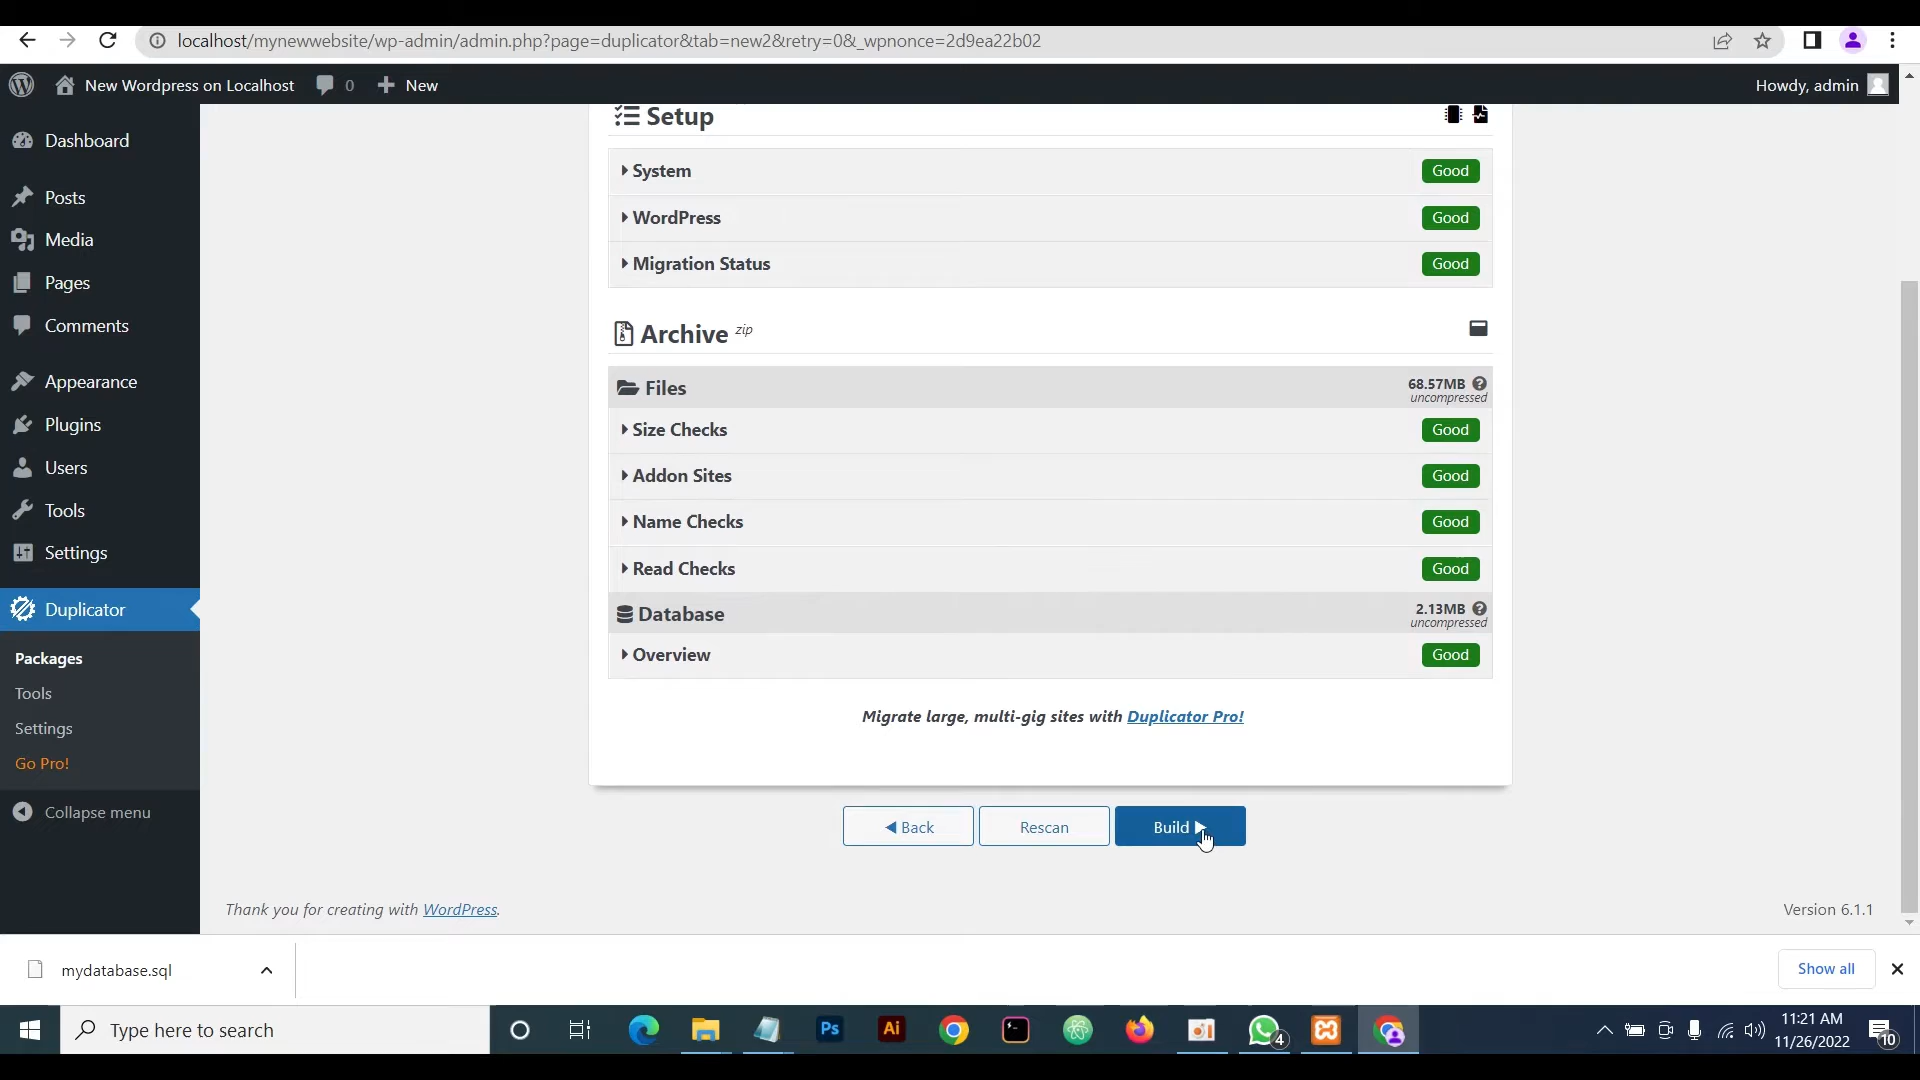 localhost/mynewwebsite/wp-admin/admin.php?page=duplicator&tab=new2&retry=0&_wpnonce=2d9ea22b02
New Wordpress on Localhost 0 New Howdy, admin
Dashboard
Posts
Media
Pages
Comments
Appearance
Plugins
Users
Tools
Settings
Duplicator
Packages
Tools
Settings
Go Pro!
Collapse menu
Setup
System Good
WordPress Good
Migration Status Good
Archive zip
Files 68.57MB
uncompressed
Size Checks Good
Addon Sites Good
Name Checks Good
Read Checks Good
Database 2.13MB
uncompressed
Overview Good
Migrate large, multi-gig sites with Duplicator Pro!
Back Rescan Build
Thank you for creating with WordPress. Version 6.1.1
mydatabase.sql Show all
Type here to search
Ps Ai 4
11:21 AM
11/26/2022
10